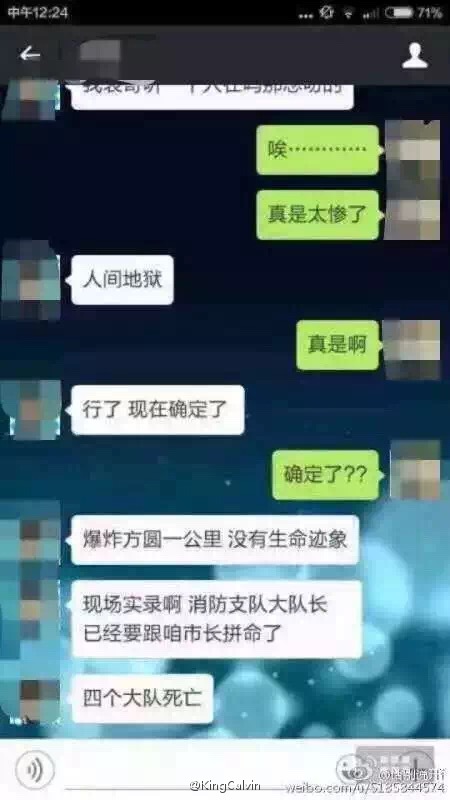 中午12:24
71%
唉…………
真是太惨了
人间地狱
真是啊
行了 现在确定了
确定了??
爆炸方圆一公里 没有生命迹象
现场实录啊 消防支队大队长
已经要跟咱市长拼命了
四个大队死亡
@KingCalvin
weibo.com/u/5185844574